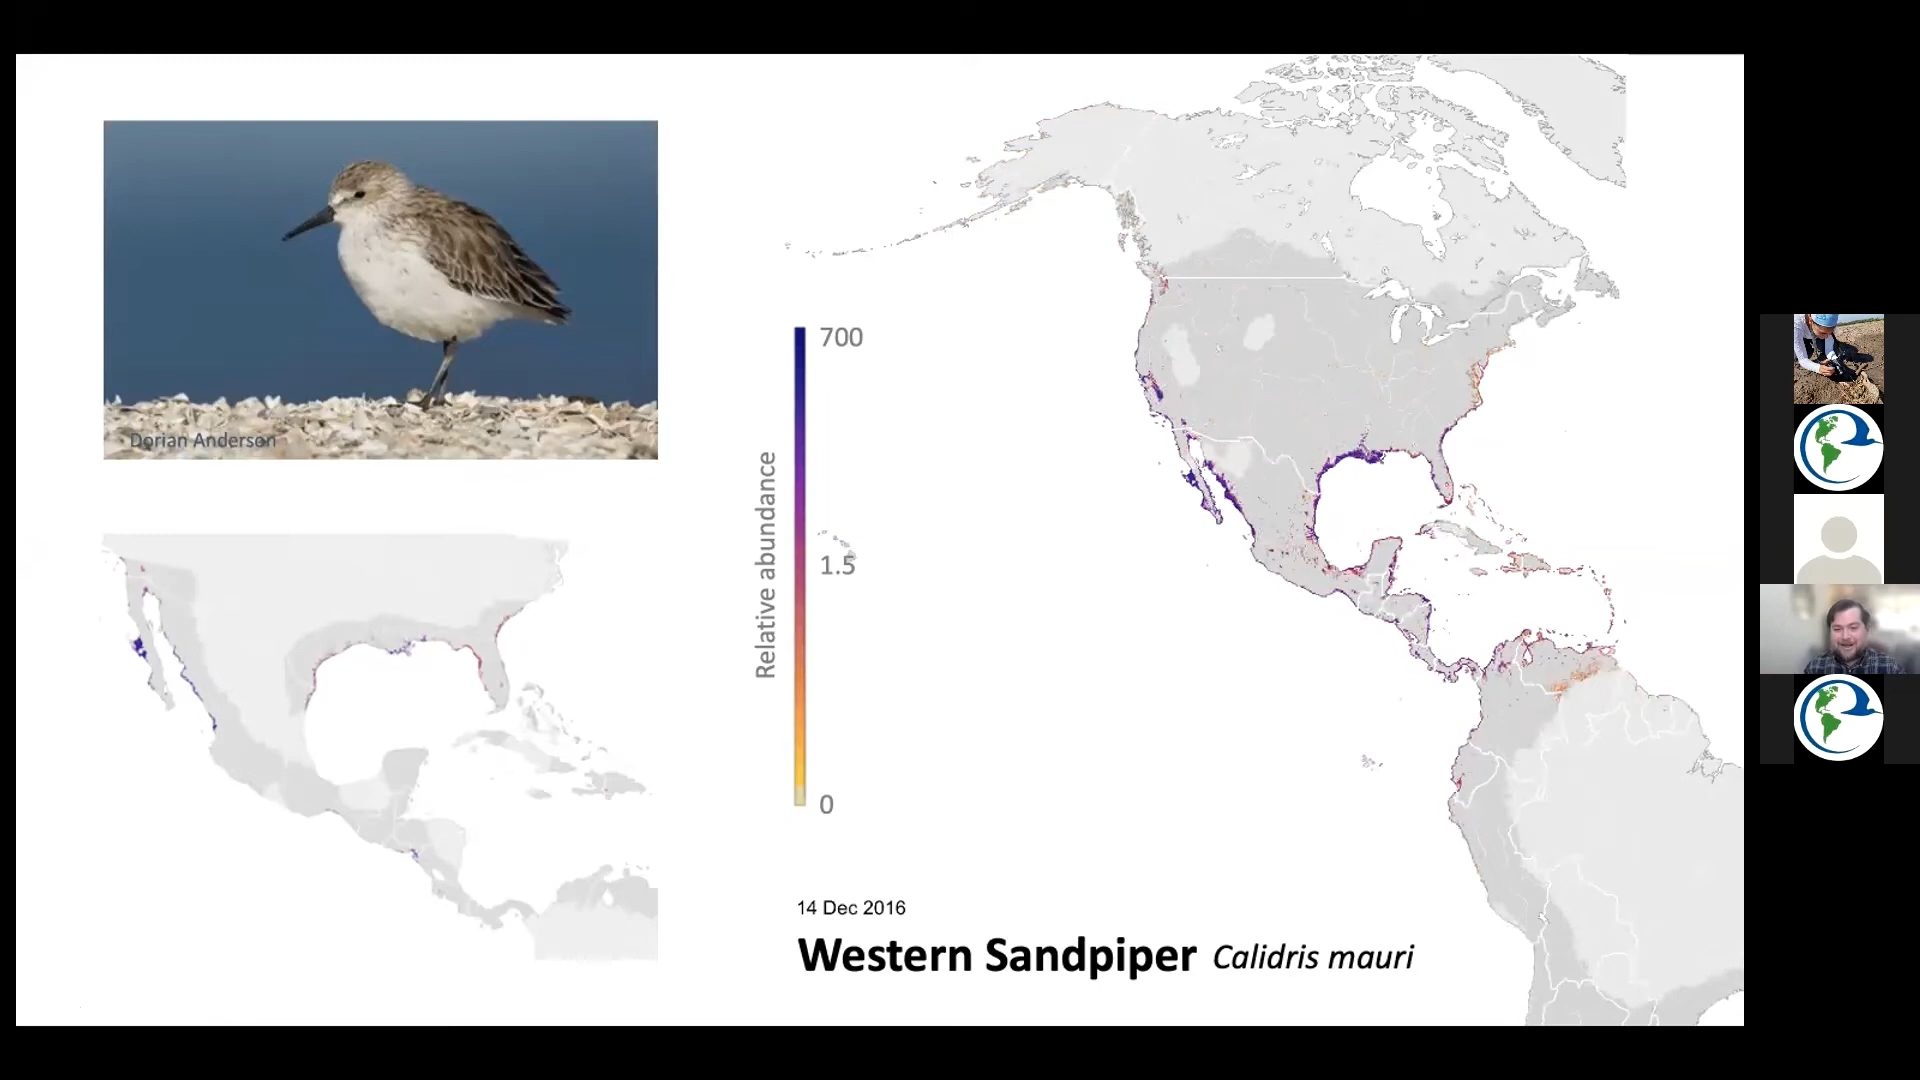 Dorian Anderson
700
1.5
0
Relative abundance
14 Dec 2016
Western Sandpiper Calidris mauri